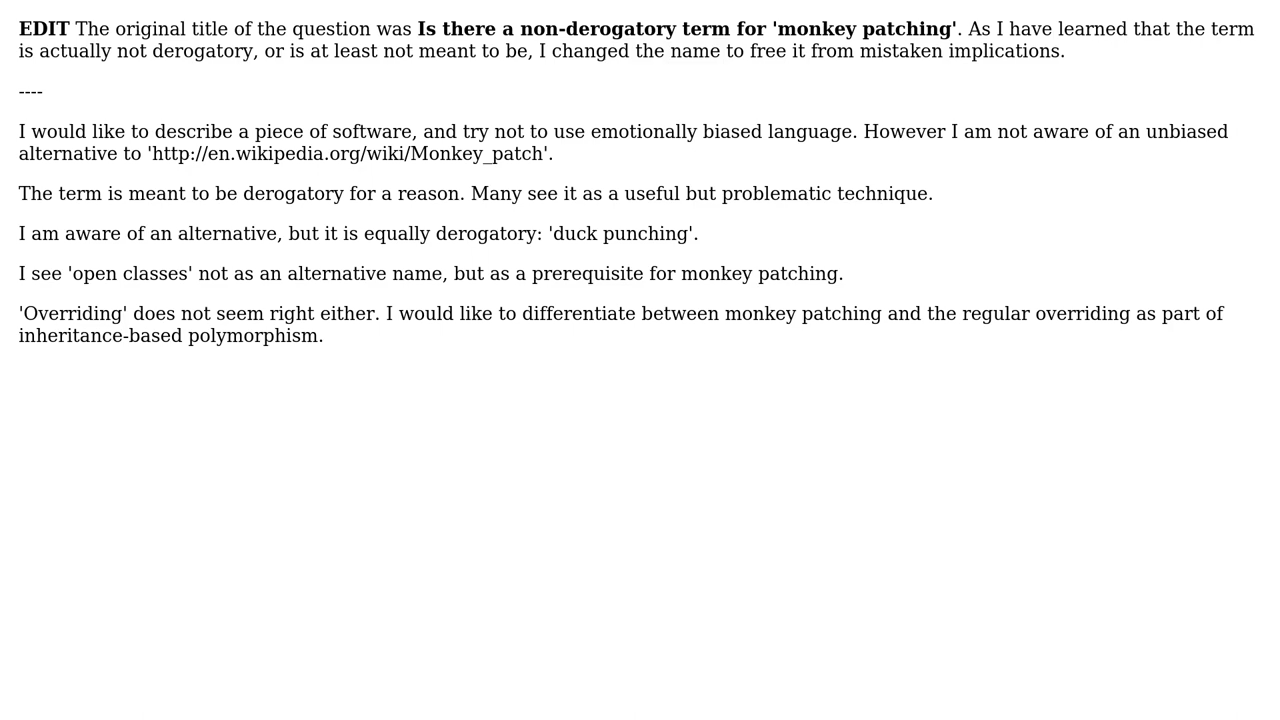 EDIT The original title of the question was Is there a non-derogatory term for 'monkey patching'. As I have learned that the term
is actually not derogatory, or is at least not meant to be, I changed the name to free it from mistaken implications.
----
I would like to describe a piece of software, and try not to use emotionally biased language. However I am not aware of an unbiased
alternative to 'http://en.wikipedia.org/wiki/Monkey_patch'.
The term is meant to be derogatory for a reason. Many see it as a useful but problematic technique.
I am aware of an alternative, but it is equally derogatory: 'duck punching'.
I see 'open classes' not as an alternative name, but as a prerequisite for monkey patching.
'Overriding' does not seem right either. I would like to differentiate between monkey patching and the regular overriding as part of
inheritance-based polymorphism.